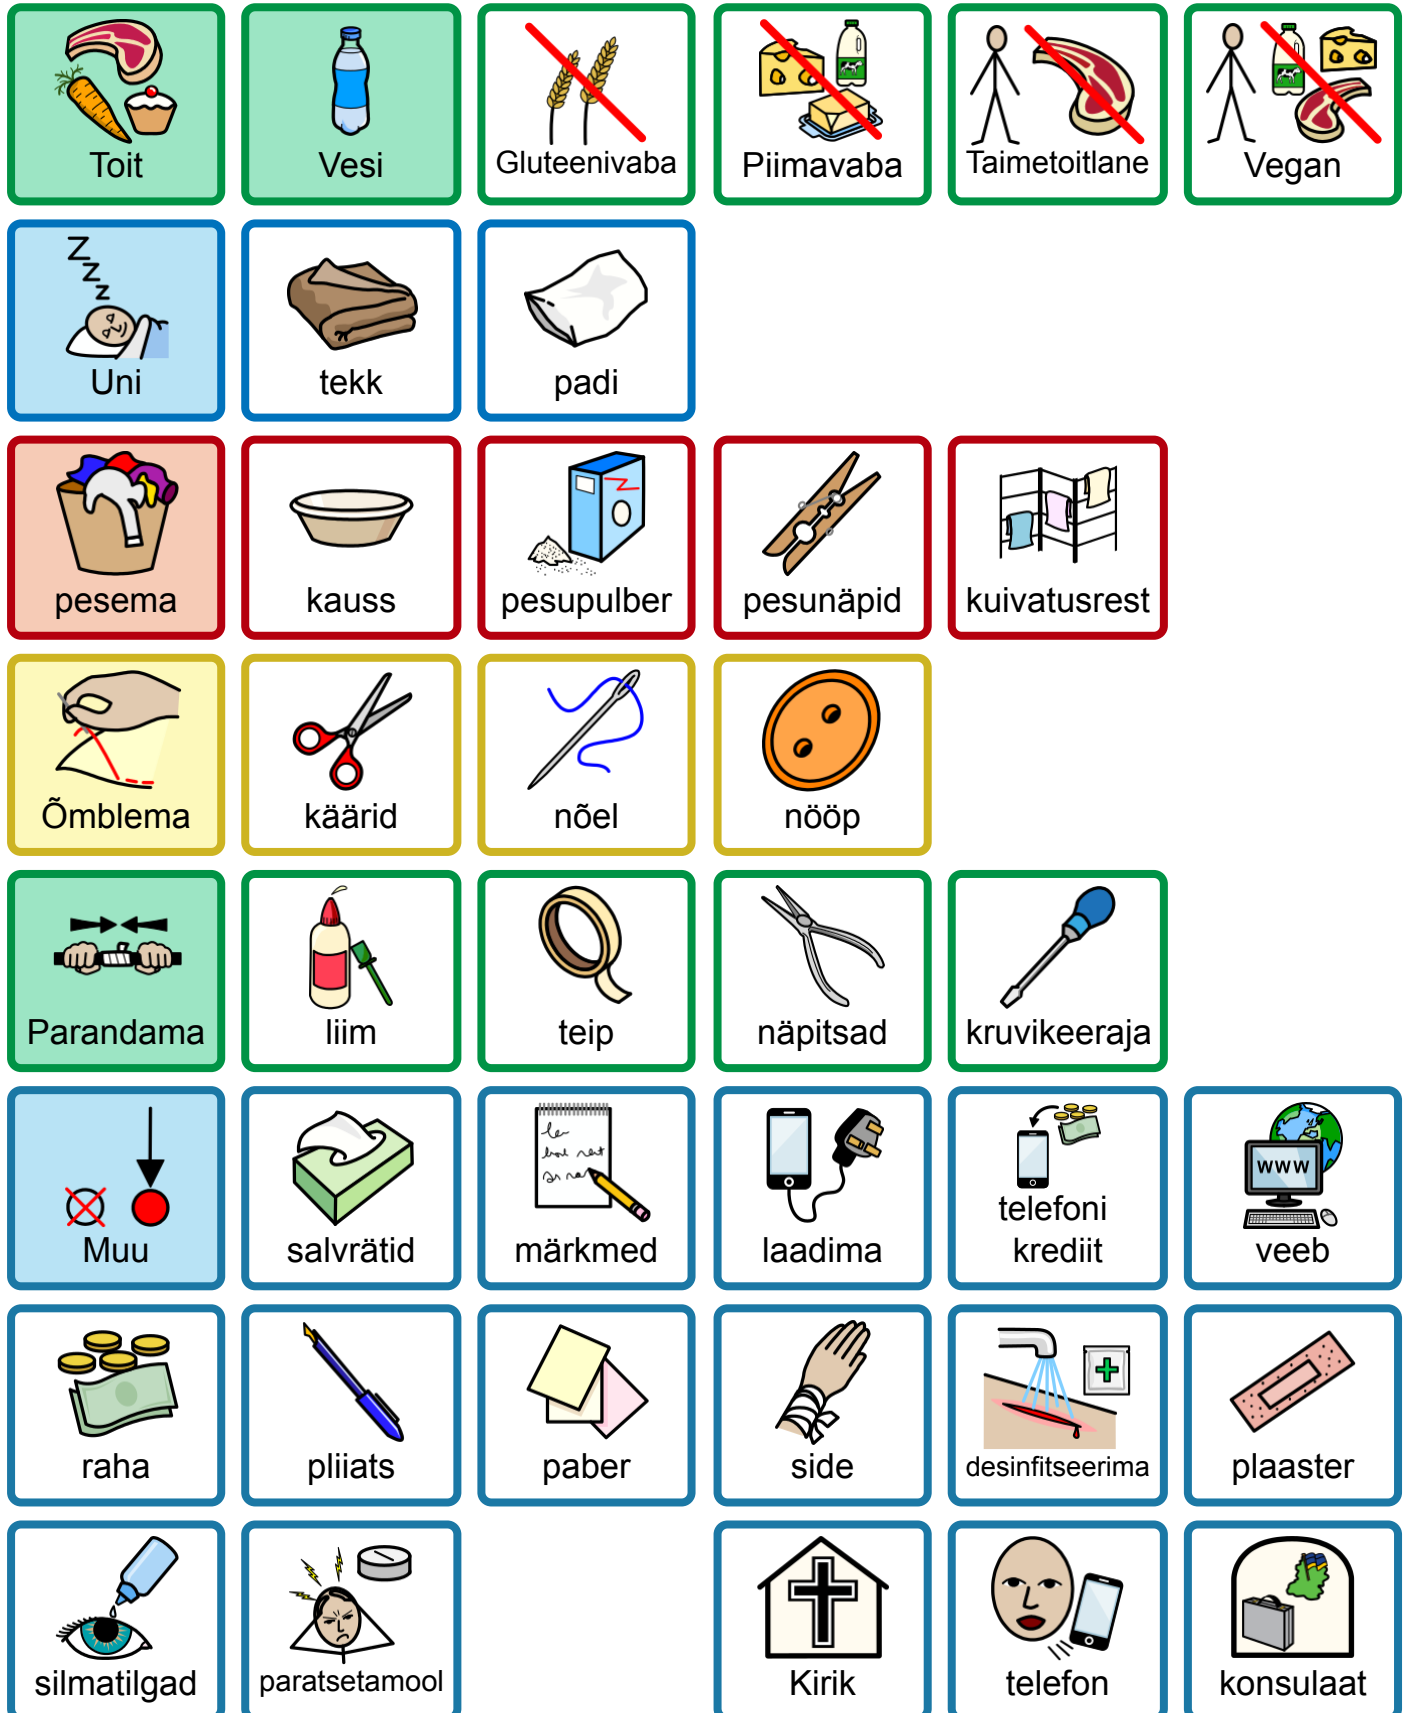 Toit
Vesi
Gluteenivaba
Piimavaba
Taimetoitlane
Vegan
Z
z
z
Uni
tekk
padi
pesema
kauss
pesupulber
pesunäpid
kuivatusrest
Õmblema
käärid
nõel
nööp
Parandama
liim
teip
näpitsad
kruvikeeraja
Muu
salvrätid
märkmed
laadima
telefoni
krediit
www
veeb
raha
pliiats
paber
side
desinfitseerima
plaaster
silmatilgad
paratsetamool
Kirik
telefon
konsulaat